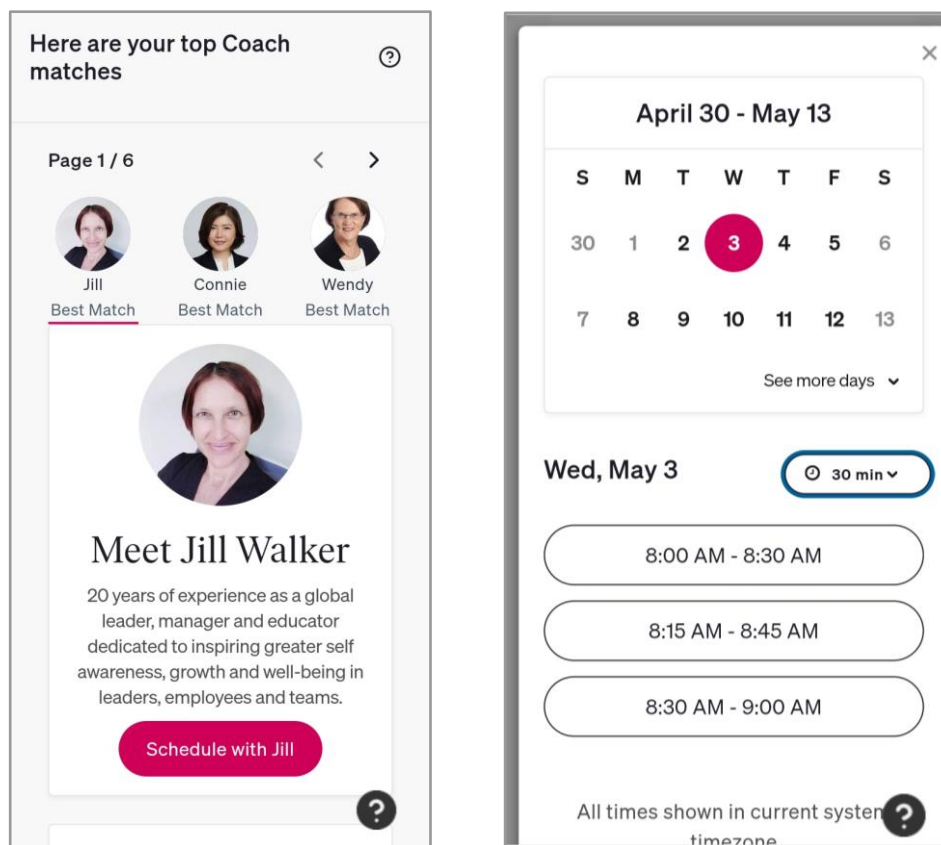 Here are your top Coach
matches
Page 1 / 6
Jill
Best Match
Connie
Best Match
Wendy
Best Match
Meet Jill Walker
20 years of experience as a global
leader, manager and educator
dedicated to inspiring greater self
awareness, growth and well-being in
leaders, employees and teams.
Schedule with Jill
?
April 30 - May 13
S M T W T F S
30 1 2 3 4 5 6
7 8 9 10 11 12 13
See more days
Wed, May 3
30 min
8:00 AM - 8:30 AM
8:15 AM - 8:45 AM
8:30 AM - 9:00 AM
All times shown in current system
timezone
?